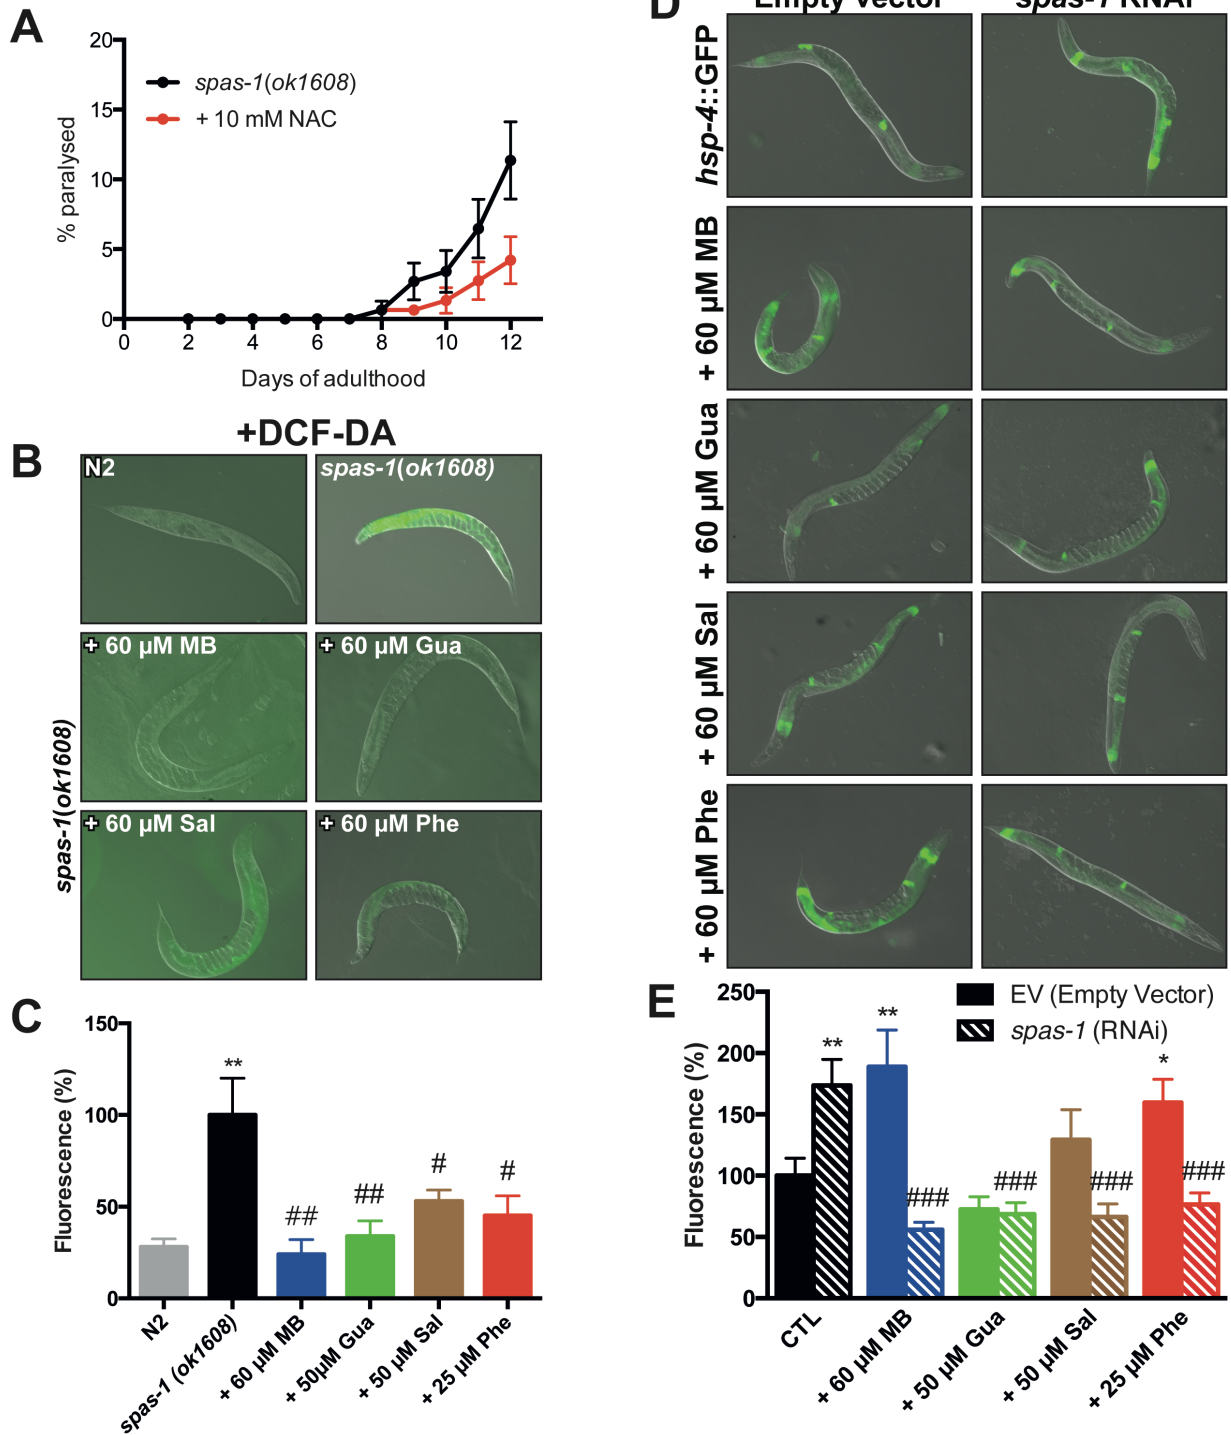 A
20
15
10
5
0
% paralysed
spas-1(ok1608)
+ 10 mM NAC
0 2 4 6 8 10 12
Days of adulthood
+DCF-DA
B
N2
spas-1(ok1608)
+ 60 µM MB
+ 60 µM Gua
+ 60 µM Sal
+ 60 µM Phe
spas-1(ok1608)
C
150
100
50
0
Fluorescence (%)
**
##
##
#
#
N2
spas-1 (ok1608)
+ 60 µM MB
+ 50µM Gua
+ 50 µM Sal
+ 25 µM Phe
D
Empty Vector
spas-1 RNAi
hsp-4::GFP
+ 60 µM MB
+ 60 µM Gua
+ 60 µM Sal
+ 60 µM Phe
E
250
200
150
100
50
0
Fluorescence (%)
EV (Empty Vector)
spas-1 (RNAi)
**
**
###
###
###
*
###
CTL
+ 60 µM MB
+ 50 µM Gua
+ 50 µM Sal
+ 25 µM Phe